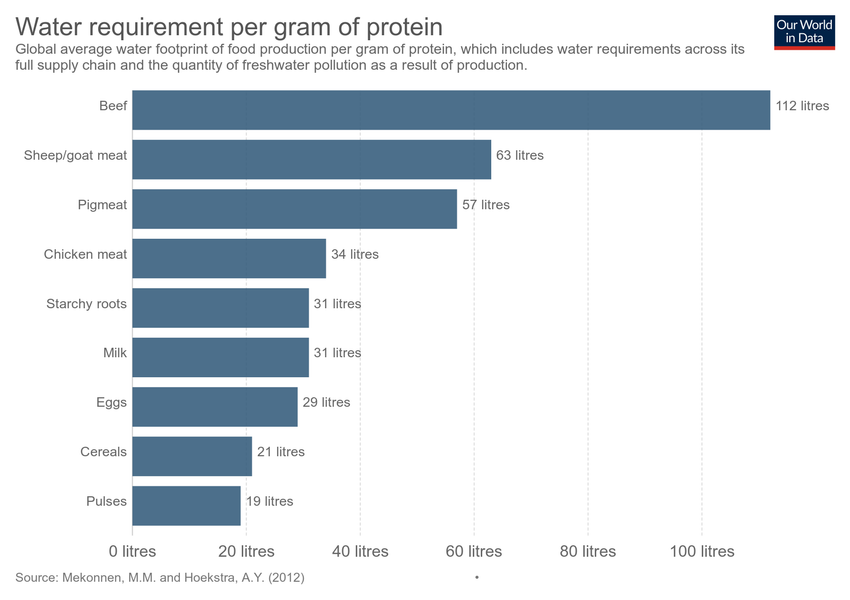 Water requirement per gram of protein
Our World
in Data
Global average water footprint of food production per gram of protein, which includes water requirements across its
full supply chain and the quantity of freshwater pollution as a result of production.
Beef 112 litres
Sheep/goat meat 63 litres
Pigmeat 57 litres
Chicken meat 34 litres
Starchy roots 31 litres
Milk 31 litres
Eggs 29 litres
Cereals 21 litres
Pulses 19 litres
0 litres 20 litres 40 litres 60 litres 80 litres 100 litres
Source: Mekonnen, M.M. and Hoekstra, A.Y. (2012) •